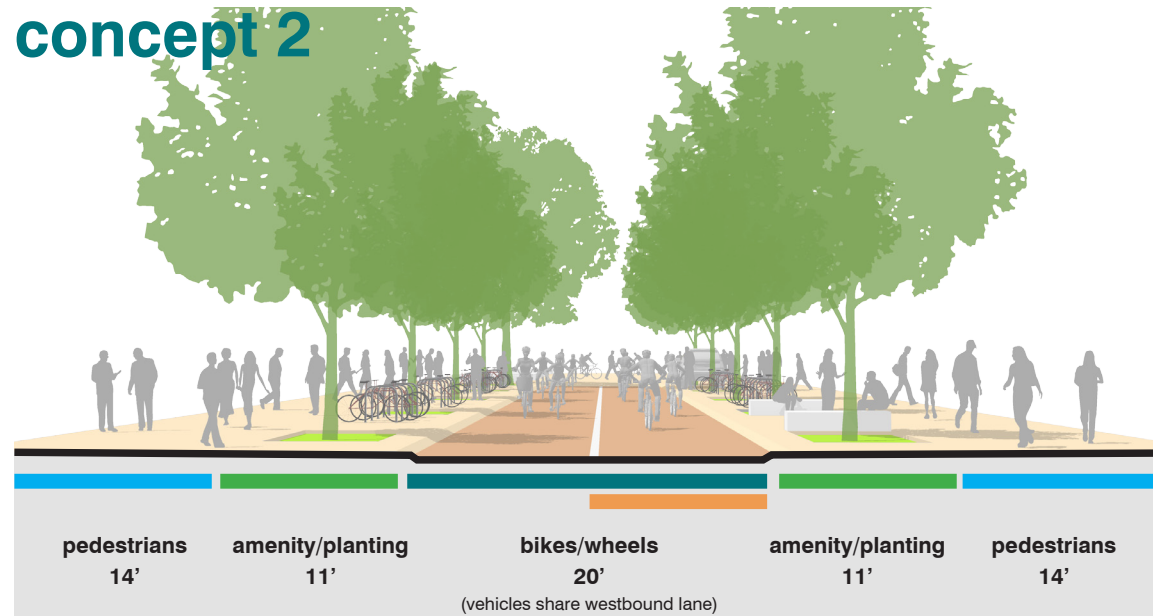 concept 2
pedestrians
14’
amenity/planting
11’
bikes/wheels
20’
(vehicles share westbound lane)
amenity/planting
11’
pedestrians
14’